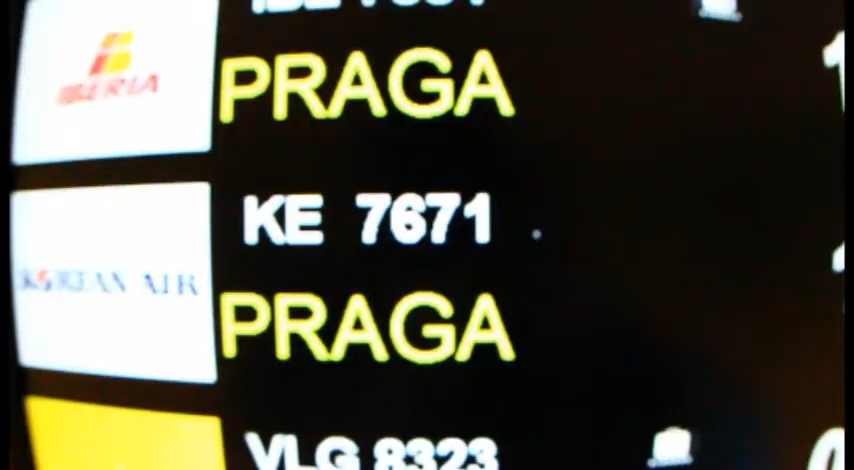 IBERIA
PRAGA
KE 7671
KOREAN AIR
PRAGA
VLG 8323